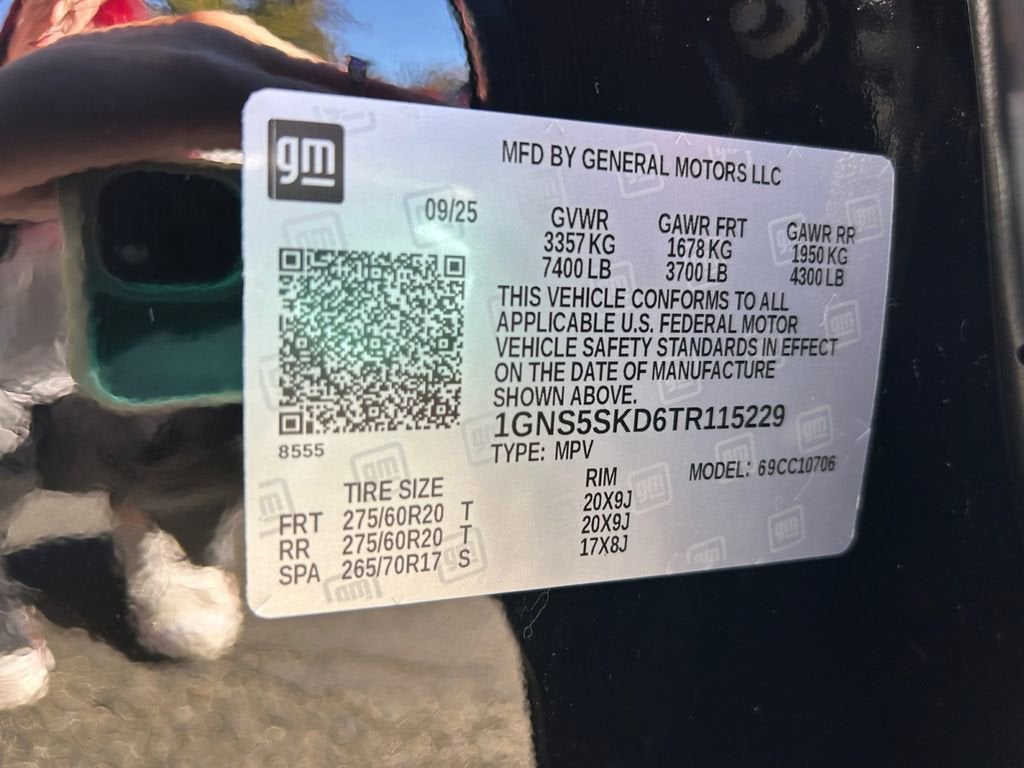 gm
MFD BY GENERAL MOTORS LLC
09/25
GVWR GAWR FRT GAWR RR
3357 KG 1678 KG 1950 KG
7400 LB 3700 LB 4300 LB
THIS VEHICLE CONFORMS TO ALL
APPLICABLE U.S. FEDERAL MOTOR
VEHICLE SAFETY STANDARDS IN EFFECT
ON THE DATE OF MANUFACTURE
SHOWN ABOVE.
1GNS5SKD6TR115229
8555
TYPE: MPV MODEL: 69CC10706
TIRE SIZE RIM
FRT 275/60R20 T 20X9J
RR 275/60R20 T 20X9J
SPA 265/70R17 S 17X8J